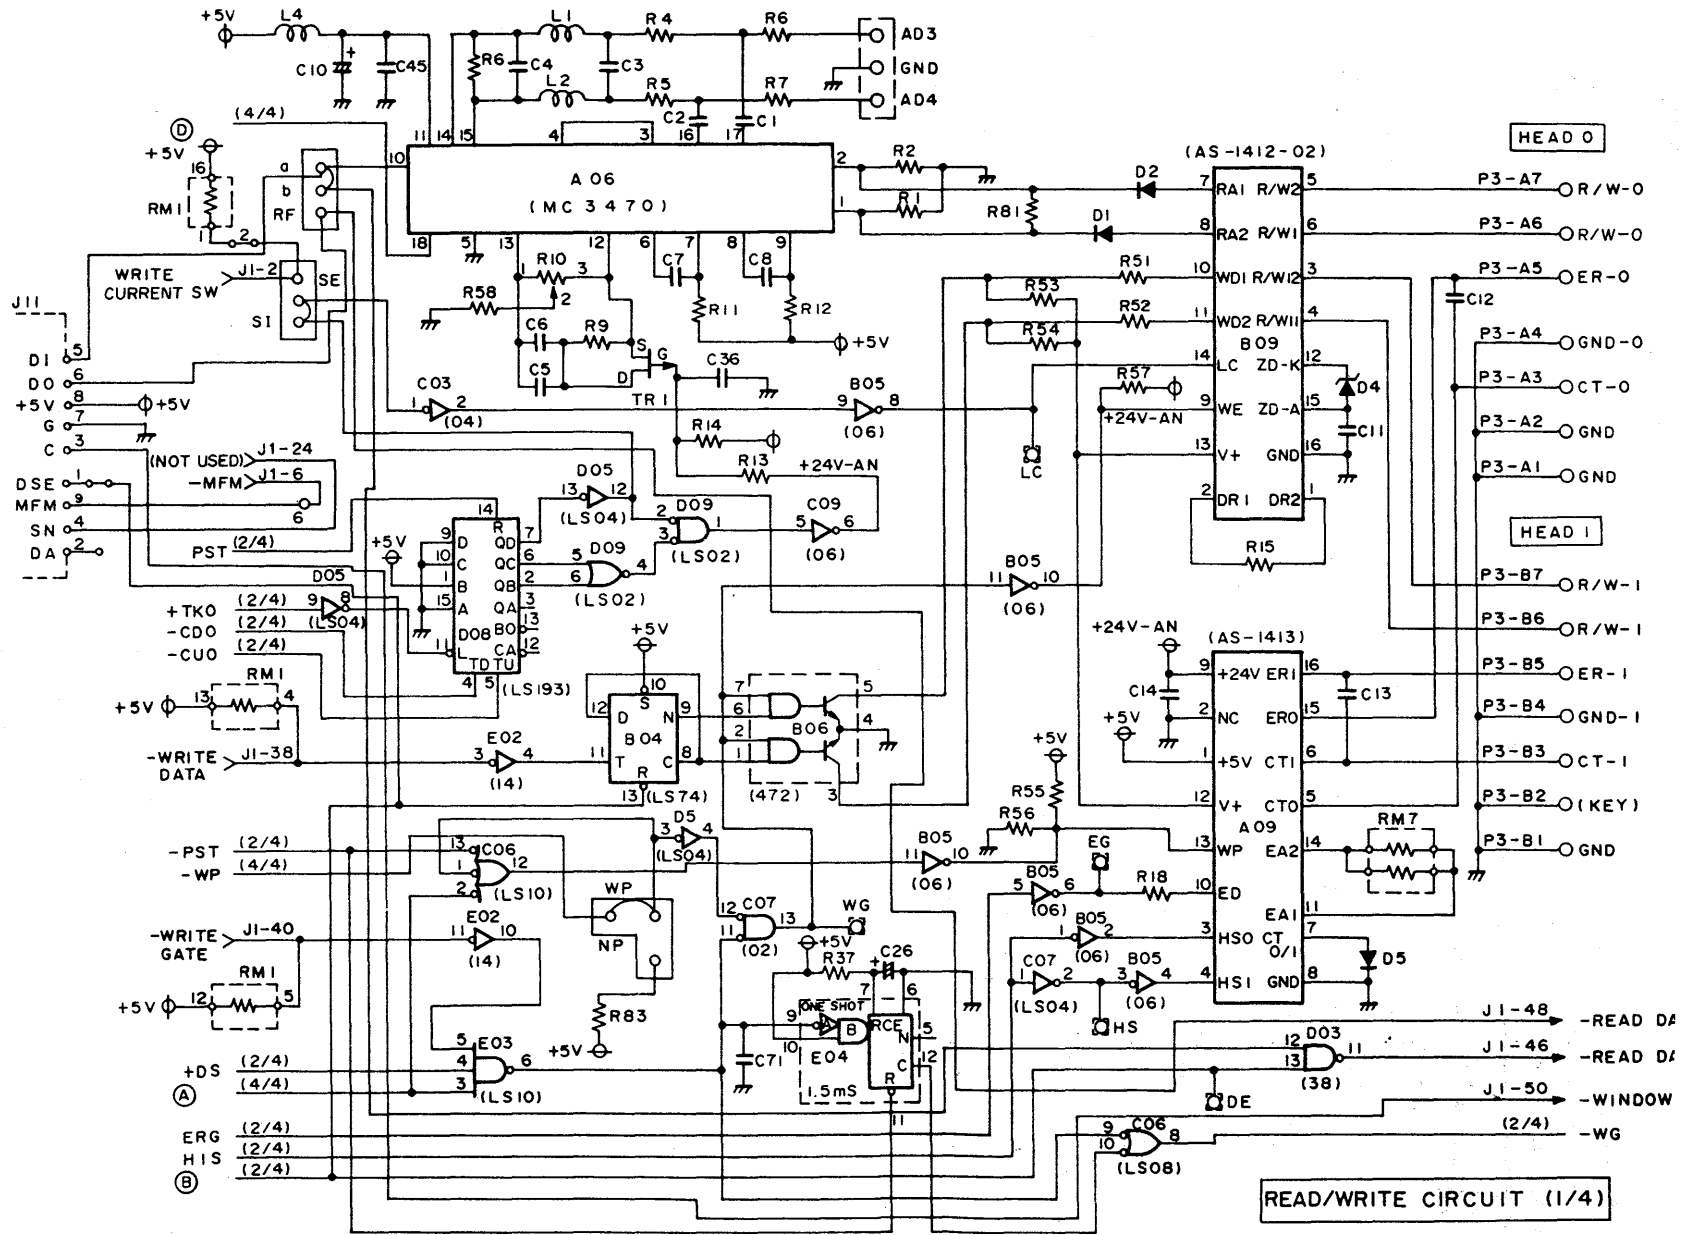 +5V
L4
L1
R4
R6
AD3
C10
+
C45
R6
C4
C3
GND
L2
R5
R7
AD4
C2
C1
(4/4)
11
14
15
4
3
16
17
D
+5V
16
RM1
1
2
a
b
RF
10
A06
(MC3470)
2
1
R2
R1
R81
D2
D1
18
5
13
12
6
7
8
9
(AS-1412-02)
7
RA1
R/W2
5
8
RA2
R/W1
6
10
WD1
R/W12
3
11
WD2
R/W11
4
B09
14
LC
ZD-K
12
9
WE
ZD-A
15
13
V+
GND
16
2
DR1
DR2
1
R15
D4
C11
HEAD 0
P3-A7
R/W-0
P3-A6
R/W-0
P3-A5
ER-0
C12
P3-A4
GND-0
P3-A3
CT-0
P3-A2
GND
P3-A1
GND
HEAD 1
P3-B7
R/W-1
P3-B6
R/W-1
P3-B5
ER-1
P3-B4
GND-1
P3-B3
CT-1
P3-B2
(KEY)
P3-B1
GND
WRITE
CURRENT SW
J1-2
SE
SI
R58
1
R10
3
2
C7
C8
R11
R12
+5V
C6
R9
C5
S
G
D
TR1
C36
R51
R53
R52
R54
R57
+24V-AN
J11
DI
5
DO
6
+5V
8
+5V
G
7
C
3
(NOT USED)
J1-24
-MFM
J1-6
DSE
1
MFM
9
6
SN
4
DA
2
PST
(2/4)
1
C03
2
(04)
9
B05
8
(06)
LC
R14
R13
+24V-AN
13
D05
12
(LS04)
2
D09
1
3
(LS02)
5
C09
6
(06)
5
D09
4
6
(LS02)
+5V
14
R
9
D
QD
7
10
C
QC
6
1
B
QB
2
15
A
QA
3
BO
13
D08
CA
12
11
L
TD
TU
4
5
(LS193)
D05
9
8
(LS04)
+TK0
(2/4)
-CD0
(2/4)
-CU0
(2/4)
RM1
+5V
13
4
-WRITE
DATA
J1-38
3
E02
4
(14)
+5V
10
S
12
D
N
9
B04
11
T
C
8
R
13
(LS74)
7
6
2
1
B06
5
4
3
(472)
11
B05
10
(06)
+24V-AN
(AS-1413)
9
+24V
ER1
16
C14
C13
2
NC
ER0
15
+5V
1
+5V
CT1
6
12
V+
CT0
5
A09
13
WP
EA2
14
RM7
10
ED
EA1
11
3
HS0
CT
0/1
7
4
HS1
GND
8
D5
+5V
R55
R56
-PST
(2/4)
-WP
(4/4)
13
C06
1
12
2
(LS10)
3
D5
4
(LS04)
WP
NP
R83
+5V
11
B05
10
(06)
EG
5
B05
6
(06)
R18
1
B05
2
(06)
1
C07
2
(LS04)
3
B05
4
(06)
HS
-WRITE
GATE
J1-40
11
E02
10
(14)
RM1
+5V
12
5
12
C07
13
11
(02)
WG
+5V
R37
C26
+
7
6
ONE SHOT
9
A
B
10
E04
RCE
N
5
C
12
R
11
1.5mS
C71
5
E03
4
6
3
(LS10)
+DS
(2/4)
A
(4/4)
ERG
(2/4)
HIS
(2/4)
B
(2/4)
12
D03
11
13
(38)
DE
9
C06
8
10
(LS08)
J1-48
-READ DA
J1-46
-READ DA
J1-50
-WINDOW
(2/4)
-WG
READ/WRITE CIRCUIT (1/4)